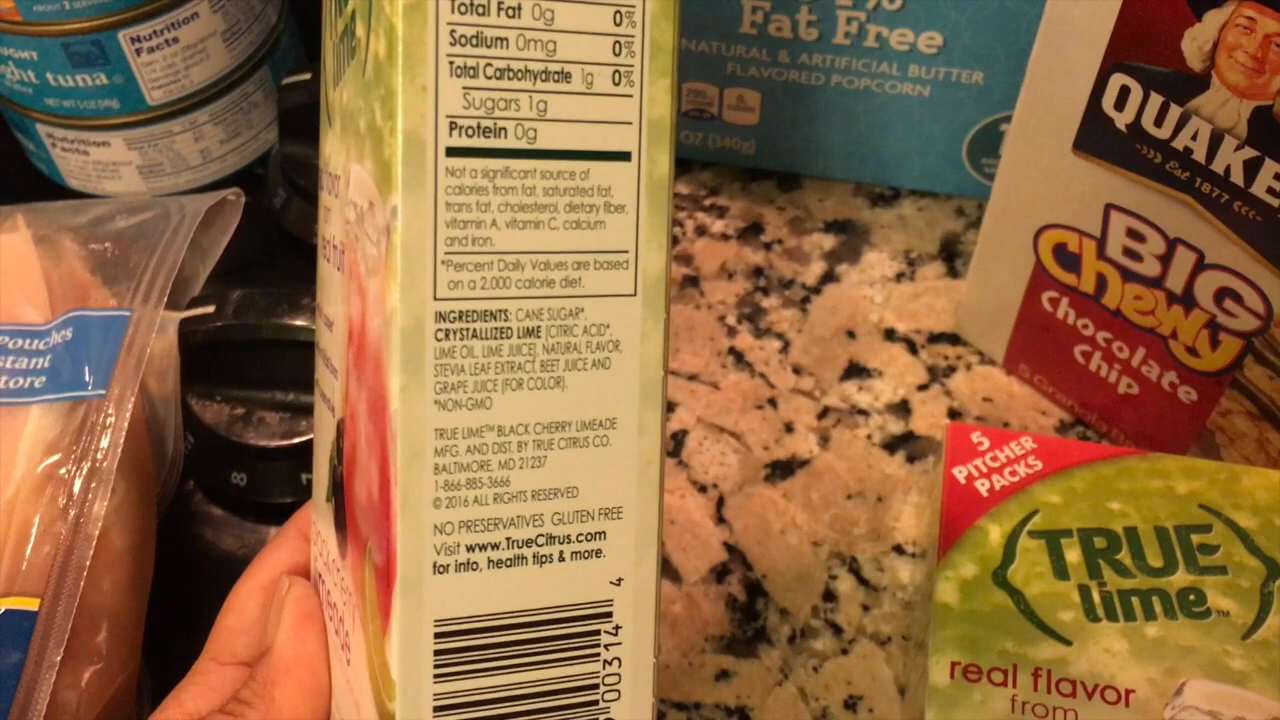 Nutrition
Facts
ght tuna
Nutrition
Facts
Pouches
stant
tore
lime
real fruit
Total Fat 0g 0%
Sodium 0mg 0%
Total Carbohydrate 1g 0%
Sugars 1g
Protein 0g
Not a significant source of
calories from fat, saturated fat,
trans fat, cholesterol, dietary fiber,
vitamin A, vitamin C, calcium
and iron.
*Percent Daily Values are based
on a 2,000 calorie diet.
INGREDIENTS: CANE SUGAR*,
CRYSTALLIZED LIME [CITRIC ACID*,
LIME OIL, LIME JUICE], NATURAL FLAVOR,
STEVIA LEAF EXTRACT, BEET JUICE AND
GRAPE JUICE (FOR COLOR).
*NON-GMO
TRUE LIME™ BLACK CHERRY LIMEADE
MFG. AND DIST. BY TRUE CITRUS CO.
BALTIMORE, MD 21237
1-866-885-3666
© 2016 ALL RIGHTS RESERVED
NO PRESERVATIVES GLUTEN FREE
Visit www.TrueCitrus.com
for info, health tips & more.
00314 4
8
Fat Free
NATURAL & ARTIFICIAL BUTTER
FLAVORED POPCORN
OZ (340g)
QUAKE
Est 1877
BIG
Chewy
Chocolate
Chip
5 PITCHER PACKS
TRUE
lime™
real flavor
from